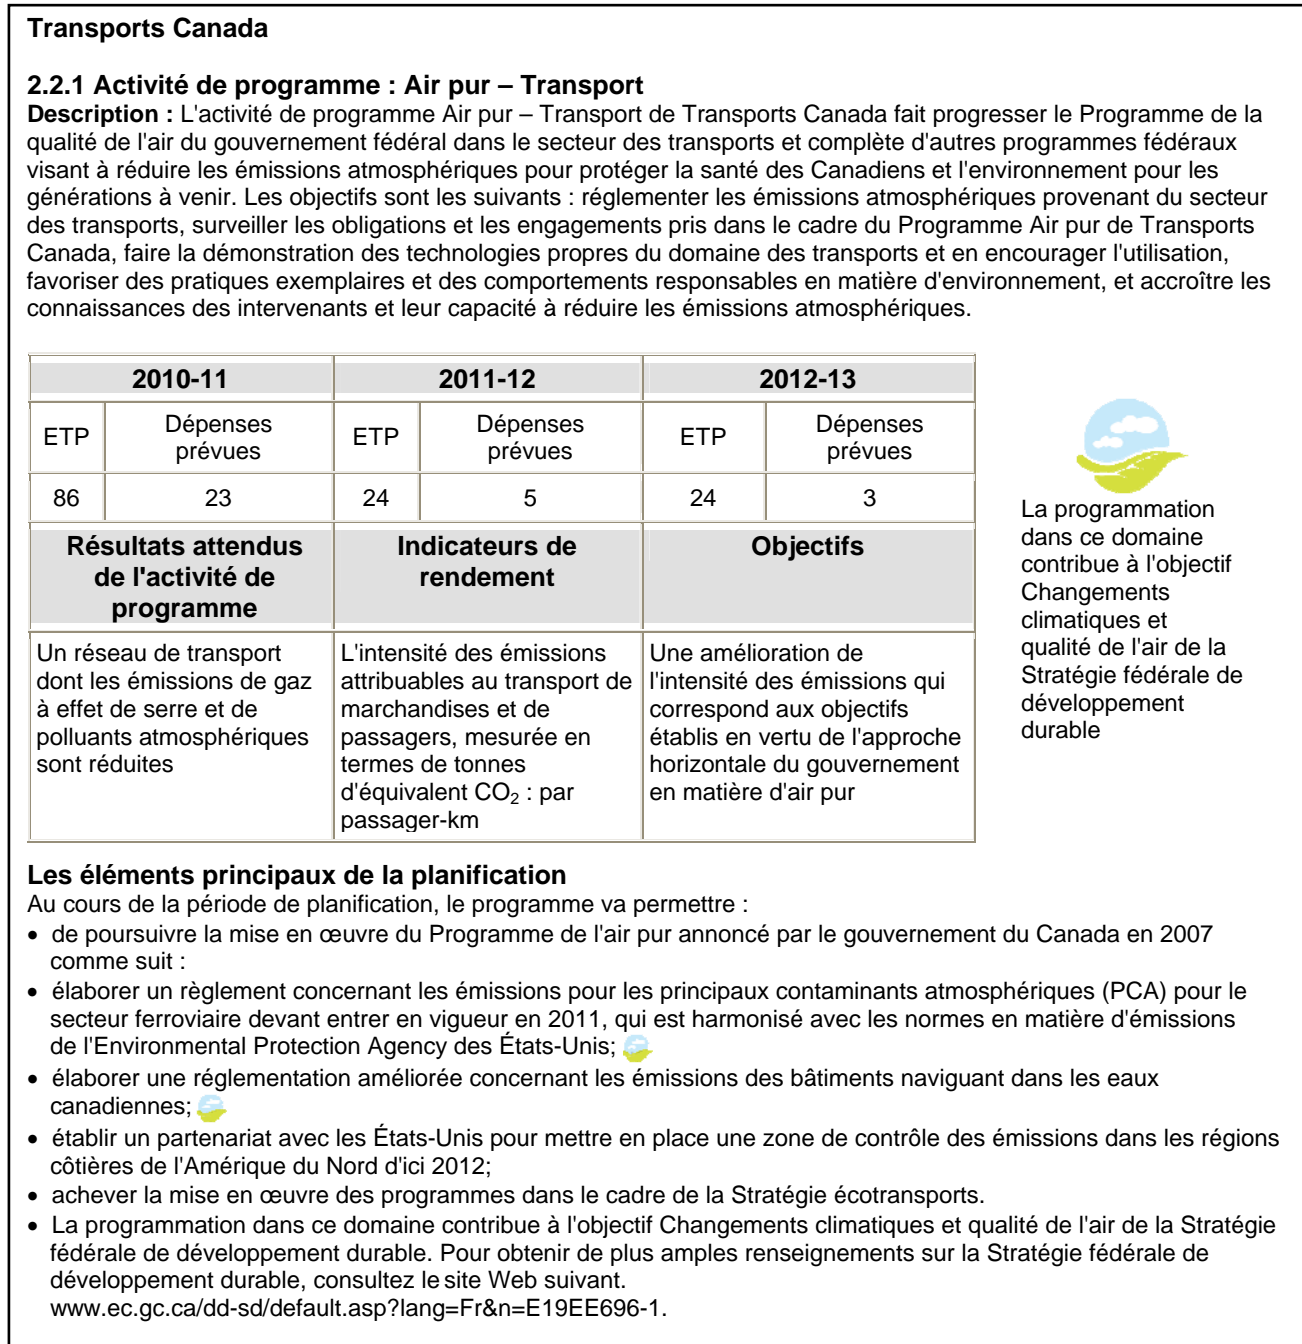 Transports Canada
2.2.1 Activité de programme : Air pur – Transport
Description : L'activité de programme Air pur – Transport de Transports Canada fait progresser le Programme de la
qualité de l'air du gouvernement fédéral dans le secteur des transports et complète d'autres programmes fédéraux
visant à réduire les émissions atmosphériques pour protéger la santé des Canadiens et l'environnement pour les
générations à venir. Les objectifs sont les suivants : réglementer les émissions atmosphériques provenant du secteur
des transports, surveiller les obligations et les engagements pris dans le cadre du Programme Air pur de Transports
Canada, faire la démonstration des technologies propres du domaine des transports et en encourager l'utilisation,
favoriser des pratiques exemplaires et des comportements responsables en matière d'environnement, et accroître les
connaissances des intervenants et leur capacité à réduire les émissions atmosphériques.
2010-11 2011-12 2012-13
ETP Dépenses prévues ETP Dépenses prévues ETP Dépenses prévues
86 23 24 5 24 3
Résultats attendus
de l'activité de
programme
Indicateurs de
rendement
Objectifs
Un réseau de transport
dont les émissions de gaz
à effet de serre et de
polluants atmosphériques
sont réduites
L'intensité des émissions
attribuables au transport de
marchandises et de
passagers, mesurée en
termes de tonnes
d'équivalent CO₂ : par
passager-km
Une amélioration de
l'intensité des émissions qui
correspond aux objectifs
établis en vertu de l'approche
horizontale du gouvernement
en matière d'air pur
La programmation
dans ce domaine
contribue à l'objectif
Changements
climatiques et
qualité de l'air de la
Stratégie fédérale de
développement
durable
Les éléments principaux de la planification
Au cours de la période de planification, le programme va permettre :
• de poursuivre la mise en œuvre du Programme de l'air pur annoncé par le gouvernement du Canada en 2007
comme suit :
• élaborer un règlement concernant les émissions pour les principaux contaminants atmosphériques (PCA) pour le
secteur ferroviaire devant entrer en vigueur en 2011, qui est harmonisé avec les normes en matière d'émissions
de l'Environmental Protection Agency des États-Unis;
• élaborer une réglementation améliorée concernant les émissions des bâtiments naviguant dans les eaux
canadiennes;
• établir un partenariat avec les États-Unis pour mettre en place une zone de contrôle des émissions dans les régions
côtières de l'Amérique du Nord d'ici 2012;
• achever la mise en œuvre des programmes dans le cadre de la Stratégie écotransports.
• La programmation dans ce domaine contribue à l'objectif Changements climatiques et qualité de l'air de la Stratégie
fédérale de développement durable. Pour obtenir de plus amples renseignements sur la Stratégie fédérale de
développement durable, consultez le site Web suivant.
www.ec.gc.ca/dd-sd/default.asp?lang=Fr&n=E19EE696-1.